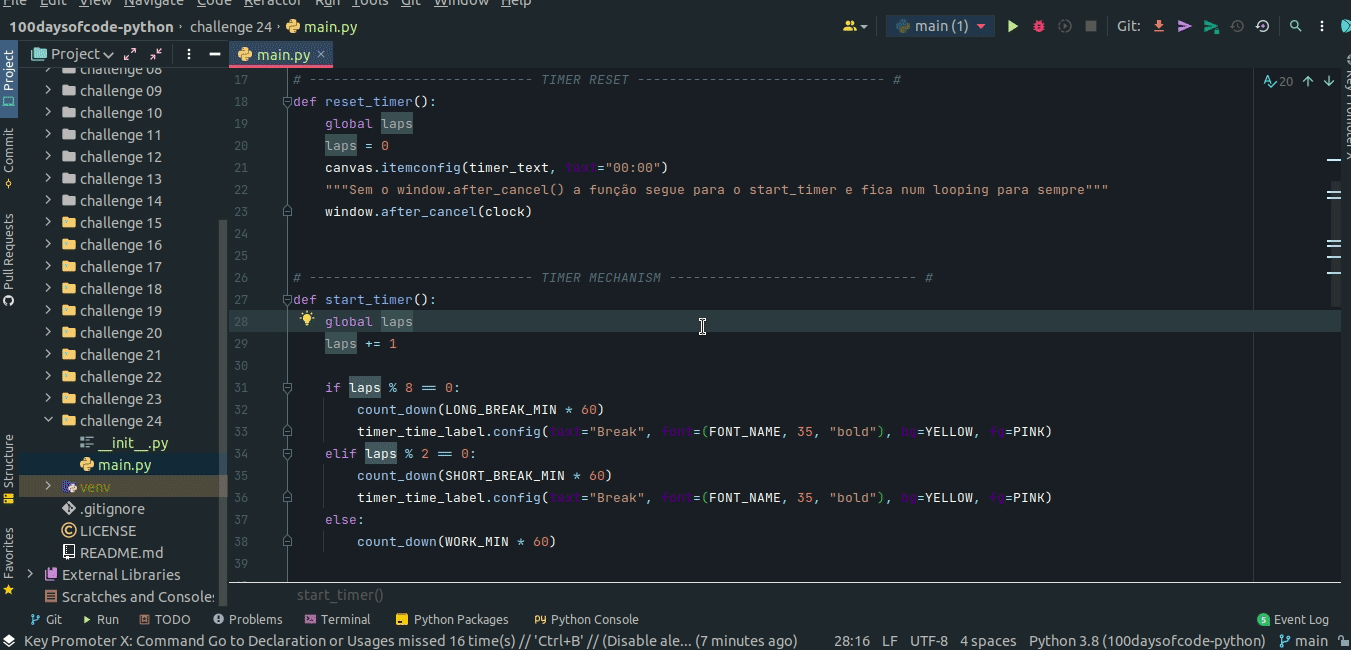 File Edit View Navigate Code Refactor Run Tools Git Window Help
100daysofcode-python › challenge 24 › main.py
main (1)
Git:
Project
main.py ×
challenge 08
challenge 09
challenge 10
challenge 11
challenge 12
challenge 13
challenge 14
challenge 15
challenge 16
challenge 17
challenge 18
challenge 19
challenge 20
challenge 21
challenge 22
challenge 23
challenge 24
__init__.py
main.py
venv
.gitignore
LICENSE
README.md
External Libraries
Scratches and Consoles
Project
Commit
Pull Requests
Structure
Favorites
17 # ---------------------------- TIMER RESET ------------------------------- #
18 def reset_timer():
19     global laps
20     laps = 0
21     canvas.itemconfig(timer_text, text="00:00")
22     """Sem o window.after_cancel() a função segue para o start_timer e fica num looping para sempre"""
23     window.after_cancel(clock)
24
25
26 # ---------------------------- TIMER MECHANISM ------------------------------- #
27 def start_timer():
28     global laps
29     laps += 1
30
31     if laps % 8 == 0:
32         count_down(LONG_BREAK_MIN * 60)
33         timer_time_label.config(text="Break", font=(FONT_NAME, 35, "bold"), bg=YELLOW, fg=PINK)
34     elif laps % 2 == 0:
35         count_down(SHORT_BREAK_MIN * 60)
36         timer_time_label.config(text="Break", font=(FONT_NAME, 35, "bold"), bg=YELLOW, fg=PINK)
37     else:
38         count_down(WORK_MIN * 60)
39
20
Key Promoter X
start_timer()
Git Run TODO Problems Terminal Python Packages Python Console Event Log
Key Promoter X: Command Go to Declaration or Usages missed 16 time(s) // 'Ctrl+B' // (Disable ale... (7 minutes ago) 28:16 LF UTF-8 4 spaces Python 3.8 (100daysofcode-python) main